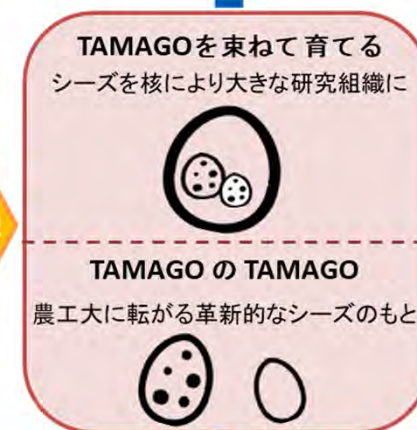 TAMAGOを束ねて育てる
シーズを核により大きな研究組織に
TAMAGO の TAMAGO
農工大に転がる革新的なシーズのもと